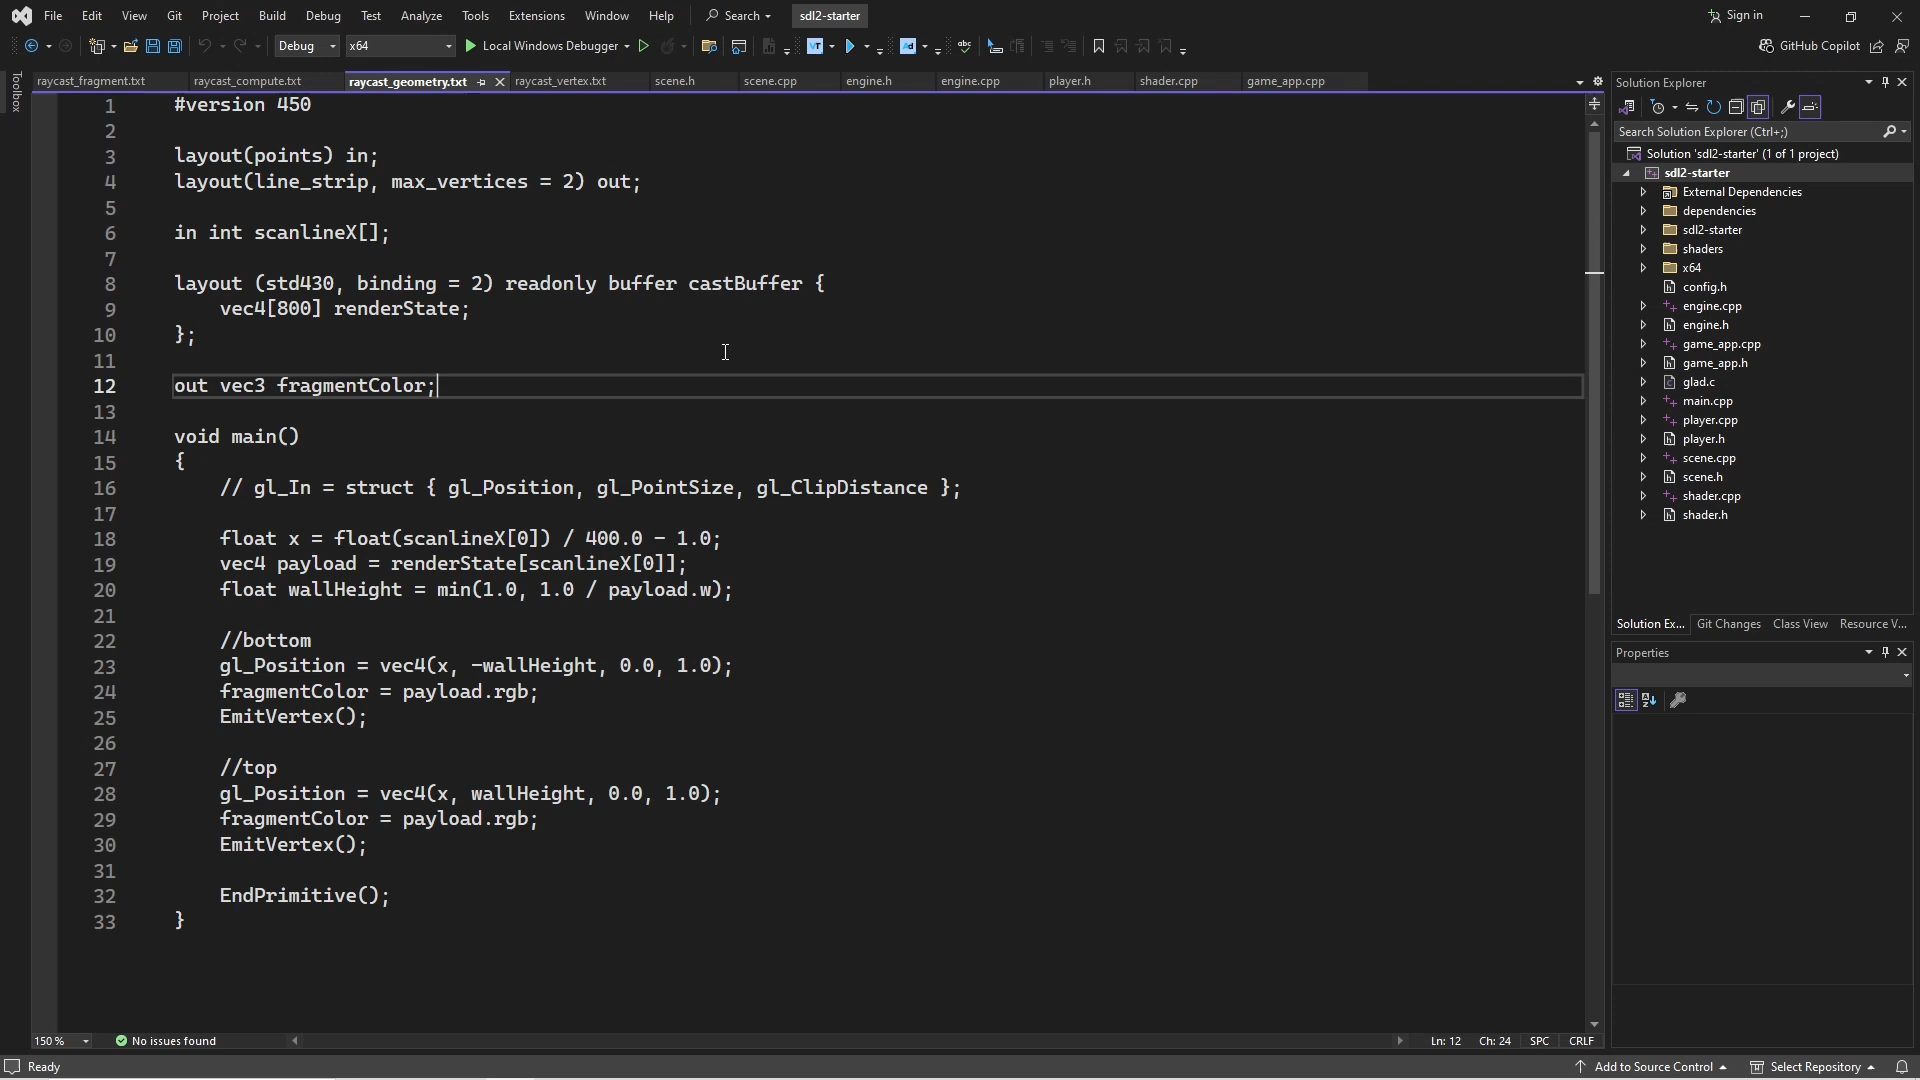 File Edit View Git Project Build Debug Test Analyze Tools Extensions Window Help Search sdl2-starter Sign in
Debug x64 Local Windows Debugger GitHub Copilot
Toolbox
raycast_fragment.txt raycast_compute.txt raycast_geometry.txt raycast_vertex.txt scene.h scene.cpp engine.h engine.cpp player.h shader.cpp game_app.cpp
1 #version 450
2
3 layout(points) in;
4 layout(line_strip, max_vertices = 2) out;
5
6 in int scanlineX[];
7
8 layout (std430, binding = 2) readonly buffer castBuffer {
9 vec4[800] renderState;
10 };
11
12 out vec3 fragmentColor;
13
14 void main()
15 {
16 // gl_In = struct { gl_Position, gl_PointSize, gl_ClipDistance };
17
18 float x = float(scanlineX[0]) / 400.0 - 1.0;
19 vec4 payload = renderState[scanlineX[0]];
20 float wallHeight = min(1.0, 1.0 / payload.w);
21
22 //bottom
23 gl_Position = vec4(x, -wallHeight, 0.0, 1.0);
24 fragmentColor = payload.rgb;
25 EmitVertex();
26
27 //top
28 gl_Position = vec4(x, wallHeight, 0.0, 1.0);
29 fragmentColor = payload.rgb;
30 EmitVertex();
31
32 EndPrimitive();
33 }
150 % No issues found Ln: 12 Ch: 24 SPC CRLF
Solution Explorer
Search Solution Explorer (Ctrl+;)
Solution 'sdl2-starter' (1 of 1 project)
sdl2-starter
External Dependencies
dependencies
sdl2-starter
shaders
x64
config.h
engine.cpp
engine.h
game_app.cpp
game_app.h
glad.c
main.cpp
player.cpp
player.h
scene.cpp
scene.h
shader.cpp
shader.h
Solution Ex... Git Changes Class View Resource V...
Properties
Ready Add to Source Control Select Repository